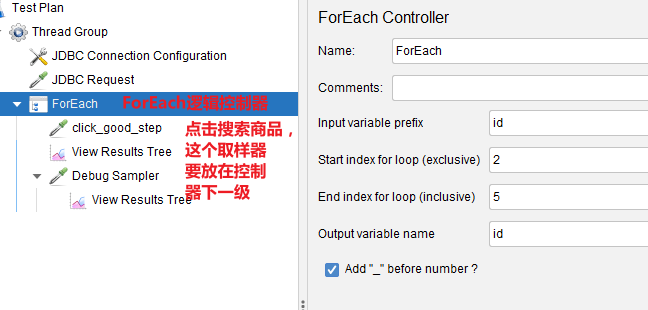 Test Plan
Thread Group
JDBC Connection Configuration
JDBC Request
ForEach ForEach逻辑控制器
click_good_step
View Results Tree
Debug Sampler
View Results Tree
点击搜索商品，
这个取样器
要放在控制
器下一级
ForEach Controller
Name: ForEach
Comments:
Input variable prefix id
Start index for loop (exclusive) 2
End index for loop (inclusive) 5
Output variable name id
Add "_" before number ?